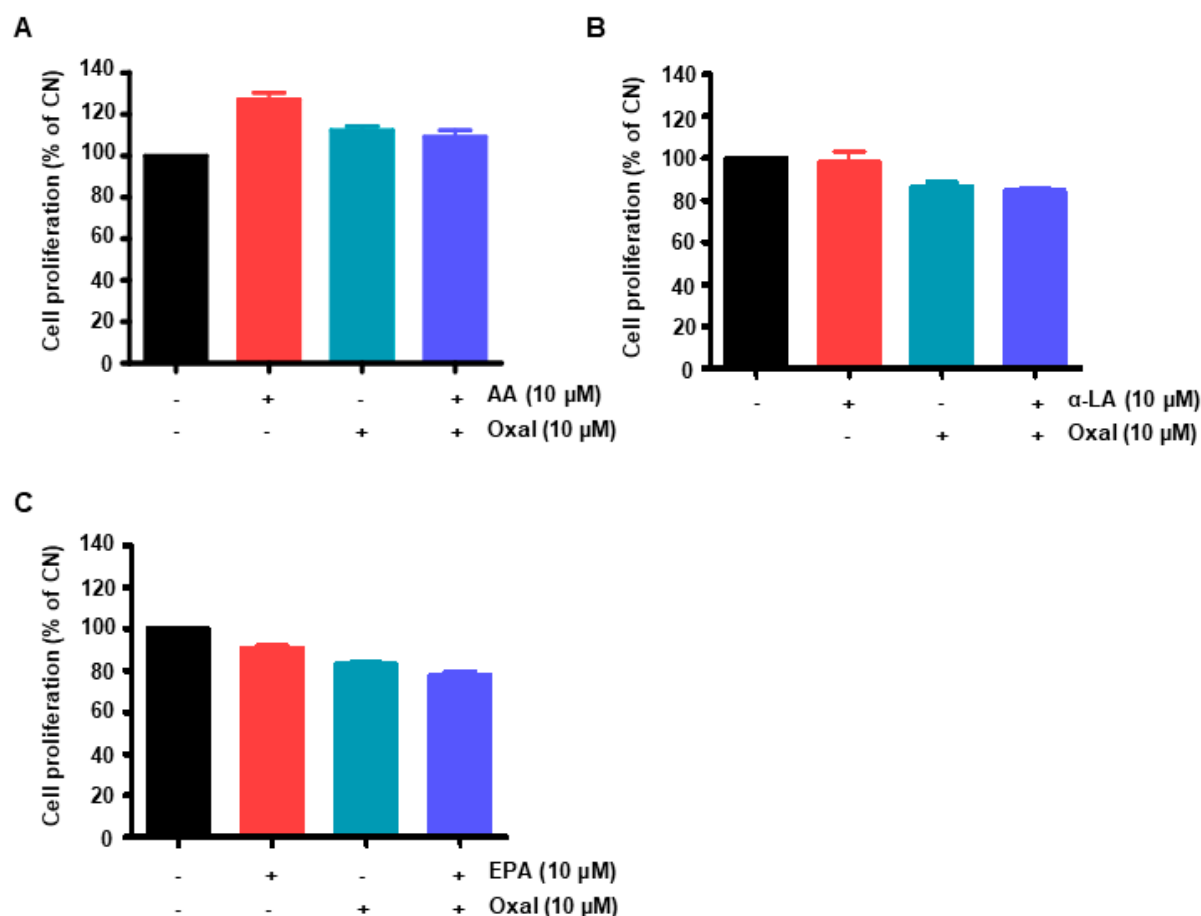 A
Cell proliferation (% of CN)
140
120
100
80
60
40
20
0
- + - + AA (10 µM)
- - + + Oxal (10 µM)
B
Cell proliferation (% of CN)
140
120
100
80
60
40
20
0
- + - + α-LA (10 µM)
- + + Oxal (10 µM)
C
Cell proliferation (% of CN)
140
120
100
80
60
40
20
0
- + - + EPA (10 µM)
- - + + Oxal (10 µM)